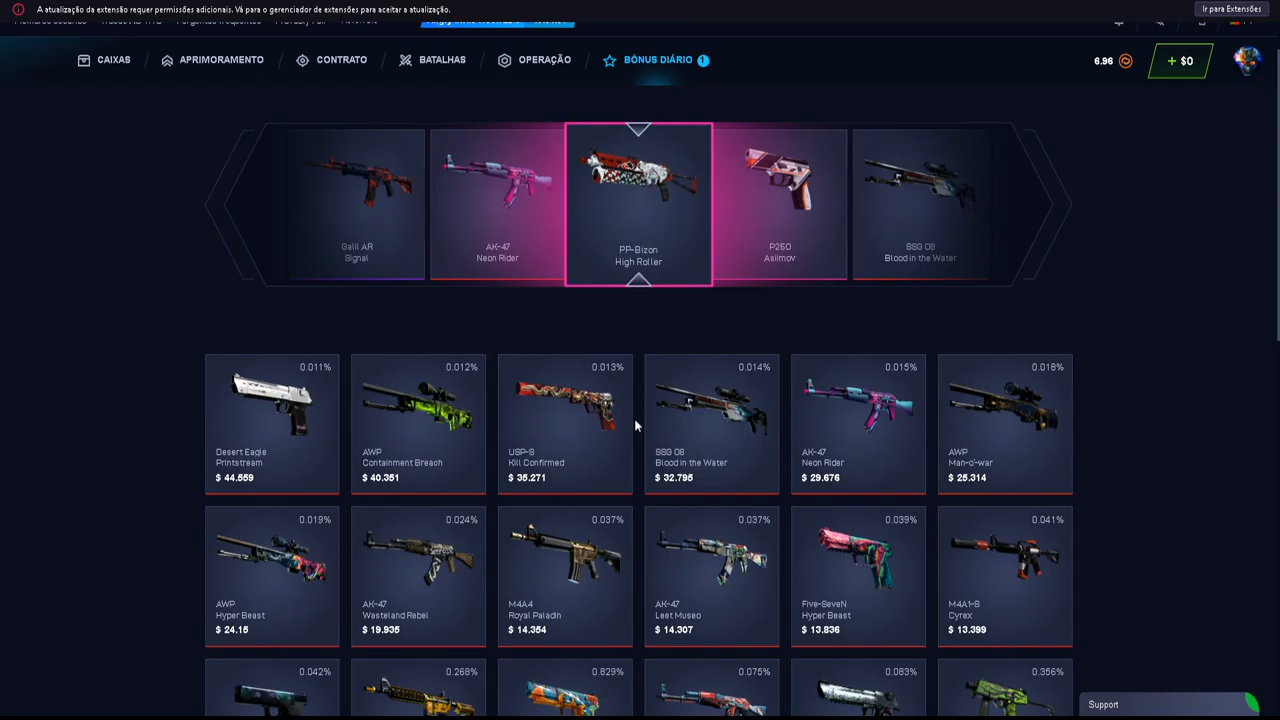 A atualização da extensão requer permissões adicionais. Vá para o gerenciador de extensões para aceitar a atualização.
Ir para Extensões
CAIXAS
APRIMORAMENTO
CONTRATO
BATALHAS
OPERAÇÃO
BÔNUS DIÁRIO 1
6.96
+ $0
Galil AR
Signal
AK-47
Neon Rider
PP-Bizon
High Roller
P250
Asiimov
SSG 08
Blood in the Water
0.011%
Desert Eagle
Printstream
$ 44.559
0.012%
AWP
Containment Breach
$ 40.351
0.013%
USP-S
Kill Confirmed
$ 35.271
0.014%
SSG 08
Blood in the Water
$ 32.795
0.015%
AK-47
Neon Rider
$ 29.676
0.018%
AWP
Man-o'-war
$ 25.314
0.019%
AWP
Hyper Beast
$ 24.15
0.024%
AK-47
Wasteland Rebel
$ 19.935
0.037%
M4A4
Royal Paladin
$ 14.354
0.037%
AK-47
Leet Museo
$ 14.307
0.039%
Five-SeveN
Hyper Beast
$ 13.836
0.041%
M4A1-S
Cyrex
$ 13.399
0.042%
0.268%
0.829%
0.075%
0.083%
0.356%
Support